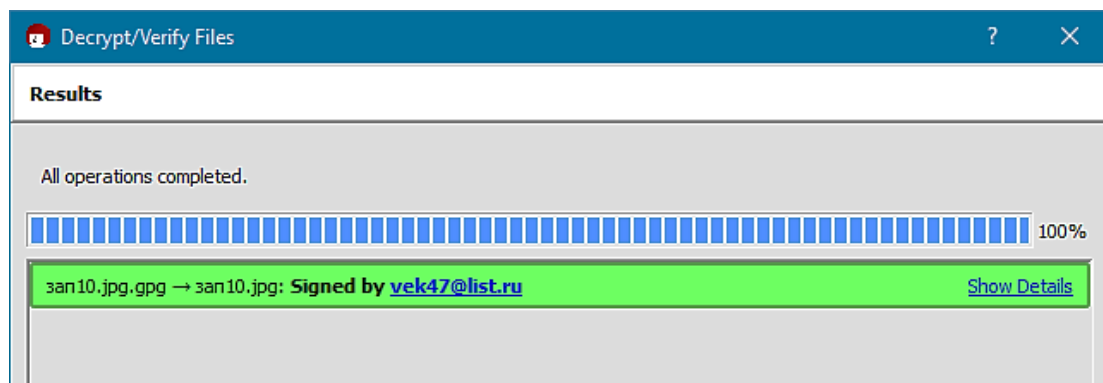 Decrypt/Verify Files
Results
All operations completed.
100%
зап10.jpg.gpg → зап10.jpg: Signed by vek47@list.ru Show Details